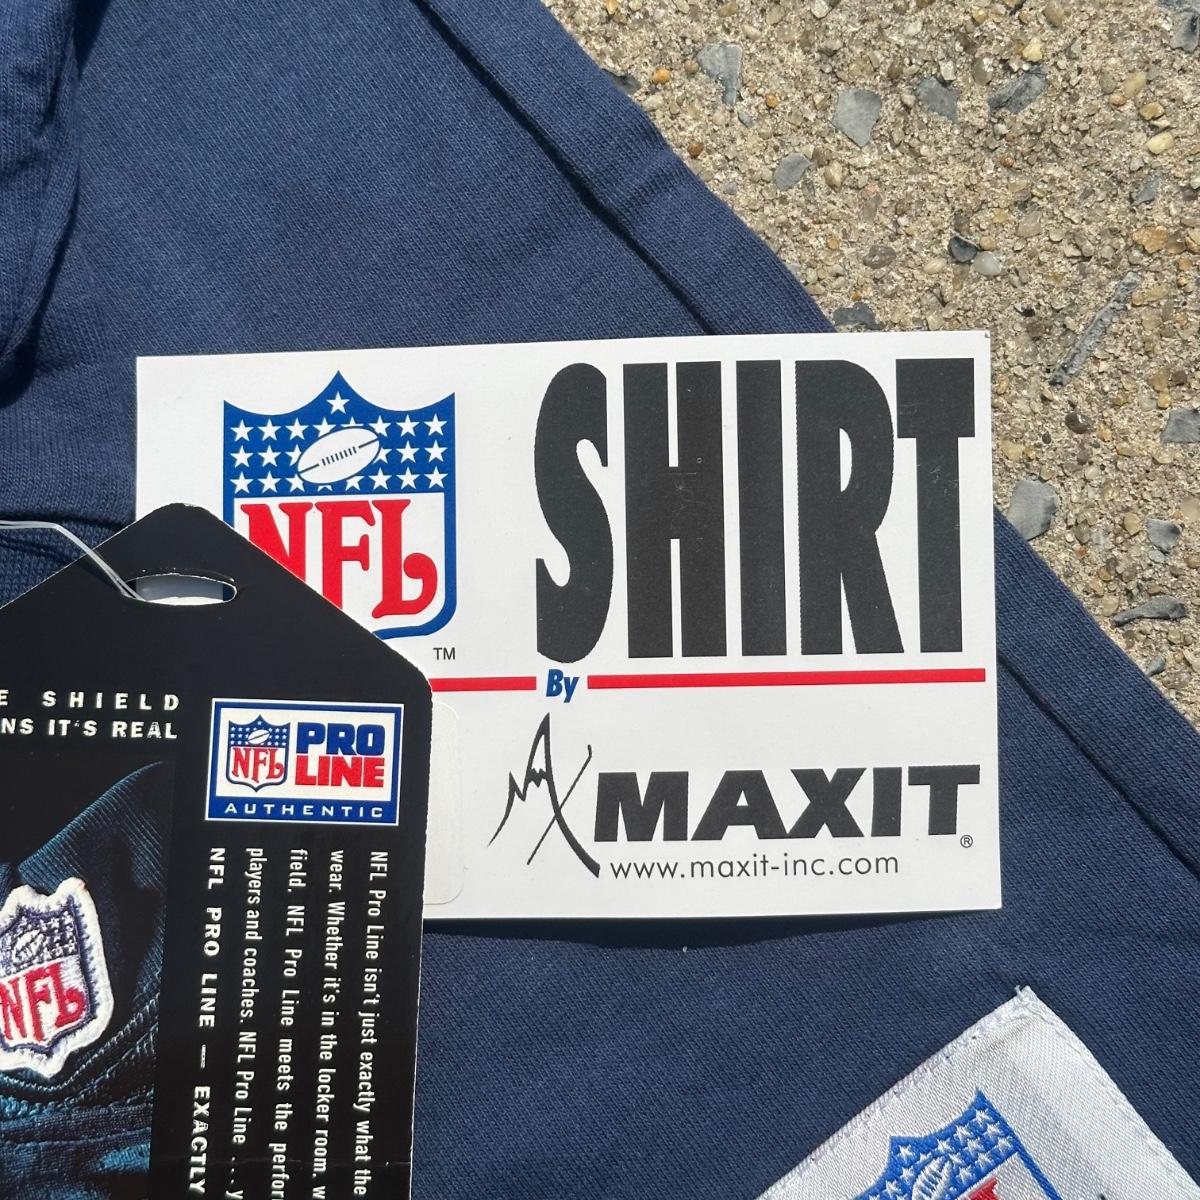 NFL
SHIRT
TM
By
MAXIT
®
www.maxit-inc.com
SHIELD
IT'S REAL
NFL
PRO
LINE
AUTHENTIC
NFL Pro Line isn't just exactly what the
wear. Whether it's in the locker room,
field. NFL Pro Line meets the
players and coaches. NFL Pro Line ...
NFL PRO LINE — EXACTLY
NFL